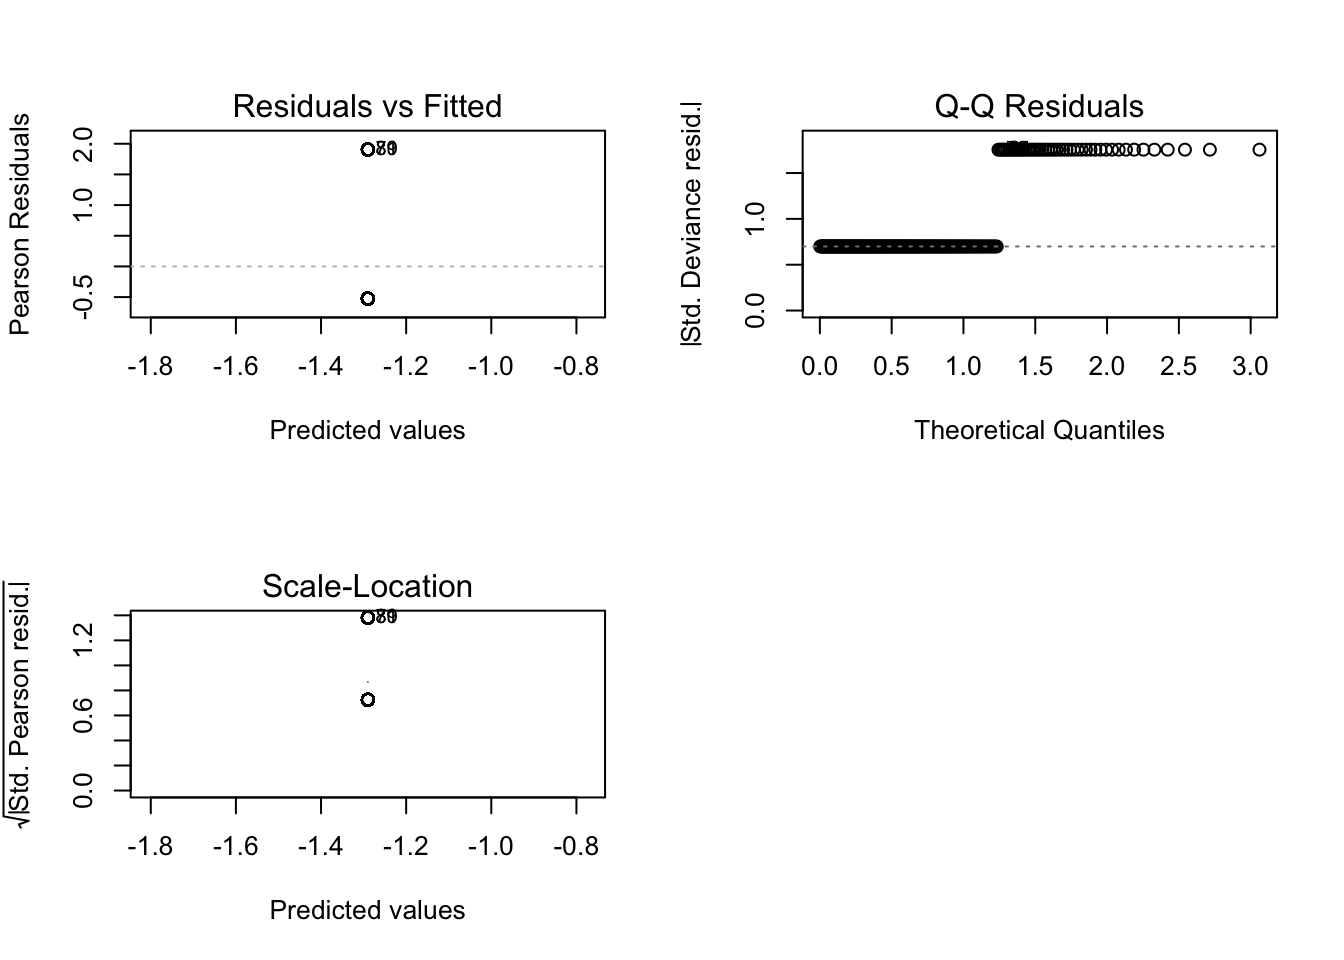 Residuals vs Fitted
Pearson Residuals
2.0
1.0
-0.5
-1.8 -1.6 -1.4 -1.2 -1.0 -0.8
Predicted values
Q-Q Residuals
|Std. Deviance resid.|
1.0
0.0
0.0 0.5 1.0 1.5 2.0 2.5 3.0
Theoretical Quantiles
Scale-Location
√|Std. Pearson resid.|
1.2
0.6
0.0
-1.8 -1.6 -1.4 -1.2 -1.0 -0.8
Predicted values